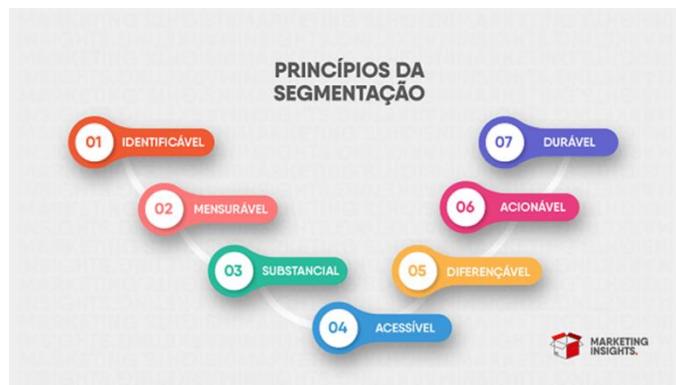 PRINCÍPIOS DA
SEGMENTAÇÃO
01 IDENTIFICÁVEL
02 MENSURÁVEL
03 SUBSTANCIAL
04 ACESSÍVEL
05 DIFERENÇÁVEL
06 ACIONÁVEL
07 DURÁVEL
MARKETING
INSIGHTS.